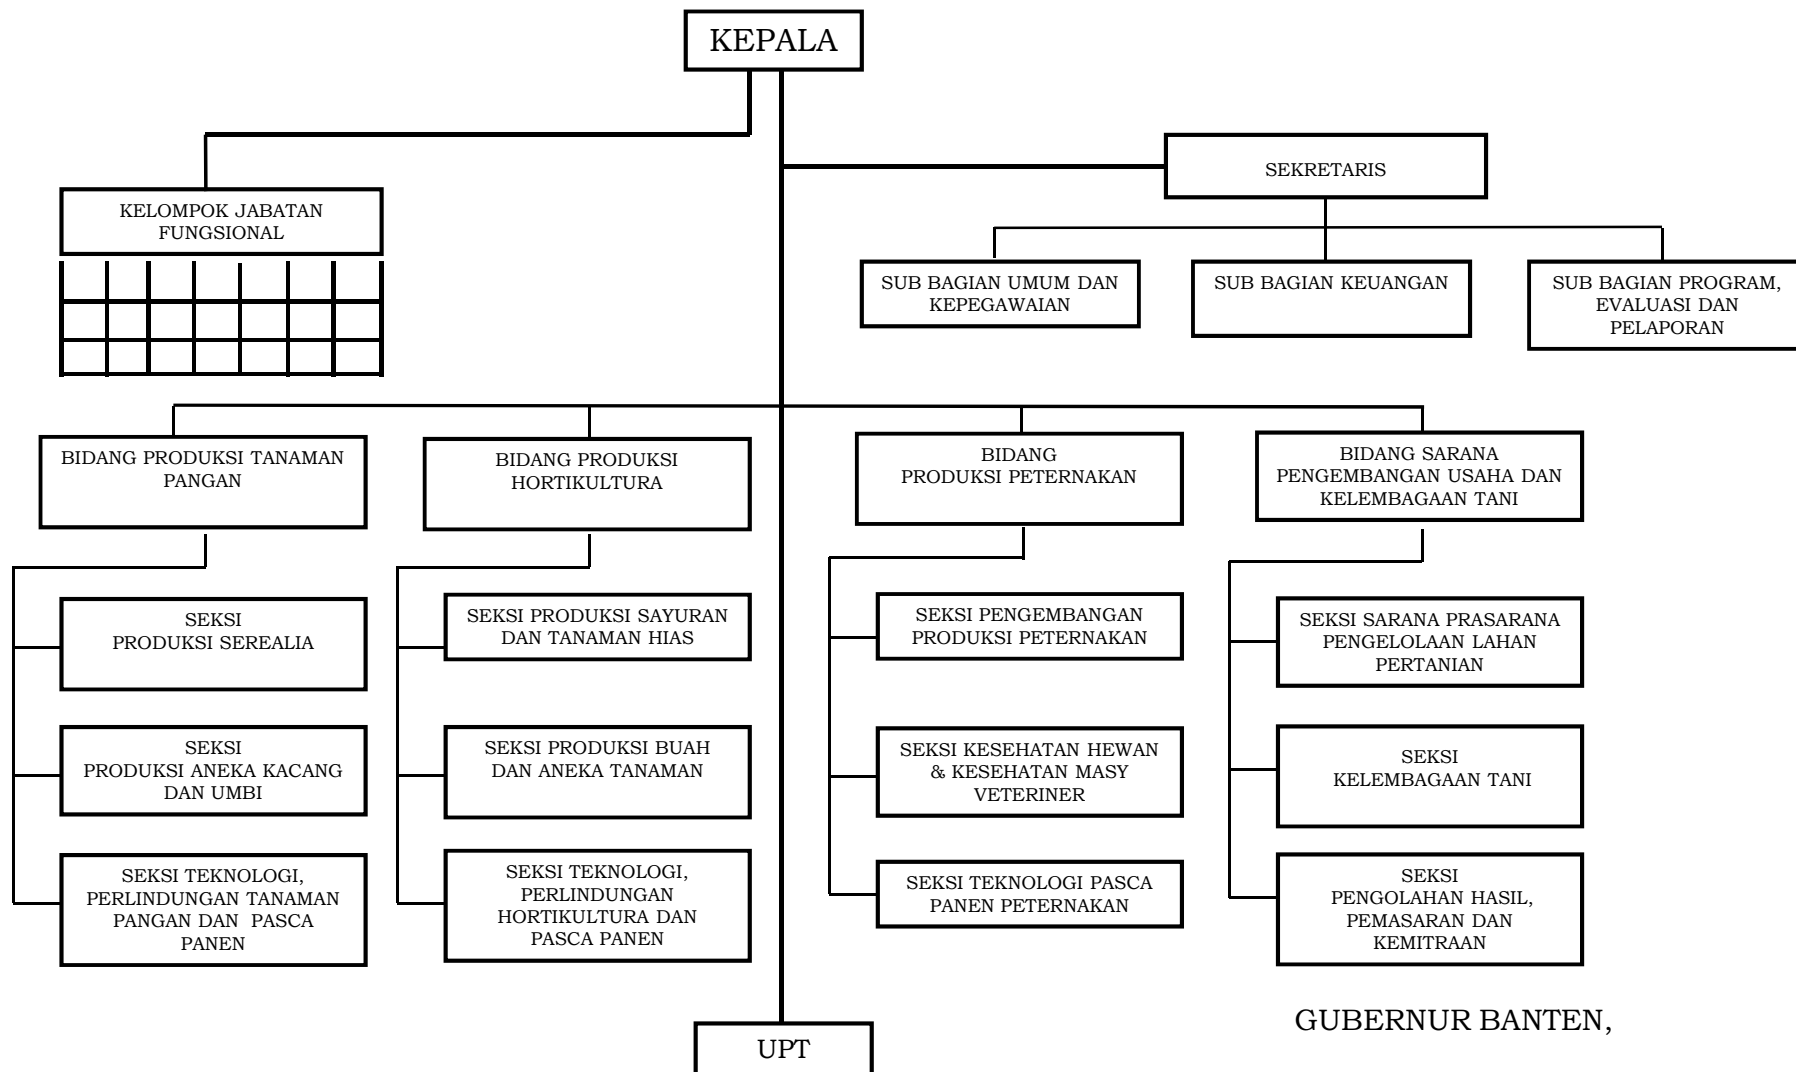 KEPALA
SEKRETARIS
KELOMPOK JABATAN
FUNGSIONAL
SUB BAGIAN UMUM DAN
KEPEGAWAIAN
SUB BAGIAN KEUANGAN
SUB BAGIAN PROGRAM,
EVALUASI DAN
PELAPORAN
BIDANG PRODUKSI TANAMAN
PANGAN
BIDANG PRODUKSI
HORTIKULTURA
BIDANG
PRODUKSI PETERNAKAN
BIDANG SARANA
PENGEMBANGAN USAHA DAN
KELEMBAGAAN TANI
SEKSI
PRODUKSI SEREALIA
SEKSI PRODUKSI SAYURAN
DAN TANAMAN HIAS
SEKSI PENGEMBANGAN
PRODUKSI PETERNAKAN
SEKSI SARANA PRASARANA
PENGELOLAAN LAHAN
PERTANIAN
SEKSI
PRODUKSI ANEKA KACANG
DAN UMBI
SEKSI PRODUKSI BUAH
DAN ANEKA TANAMAN
SEKSI KESEHATAN HEWAN
& KESEHATAN MASY
VETERINER
SEKSI
KELEMBAGAAN TANI
SEKSI TEKNOLOGI,
PERLINDUNGAN TANAMAN
PANGAN DAN PASCA
PANEN
SEKSI TEKNOLOGI,
PERLINDUNGAN
HORTIKULTURA DAN
PASCA PANEN
SEKSI TEKNOLOGI PASCA
PANEN PETERNAKAN
SEKSI
PENGOLAHAN HASIL,
PEMASARAN DAN
KEMITRAAN
GUBERNUR BANTEN,
UPT